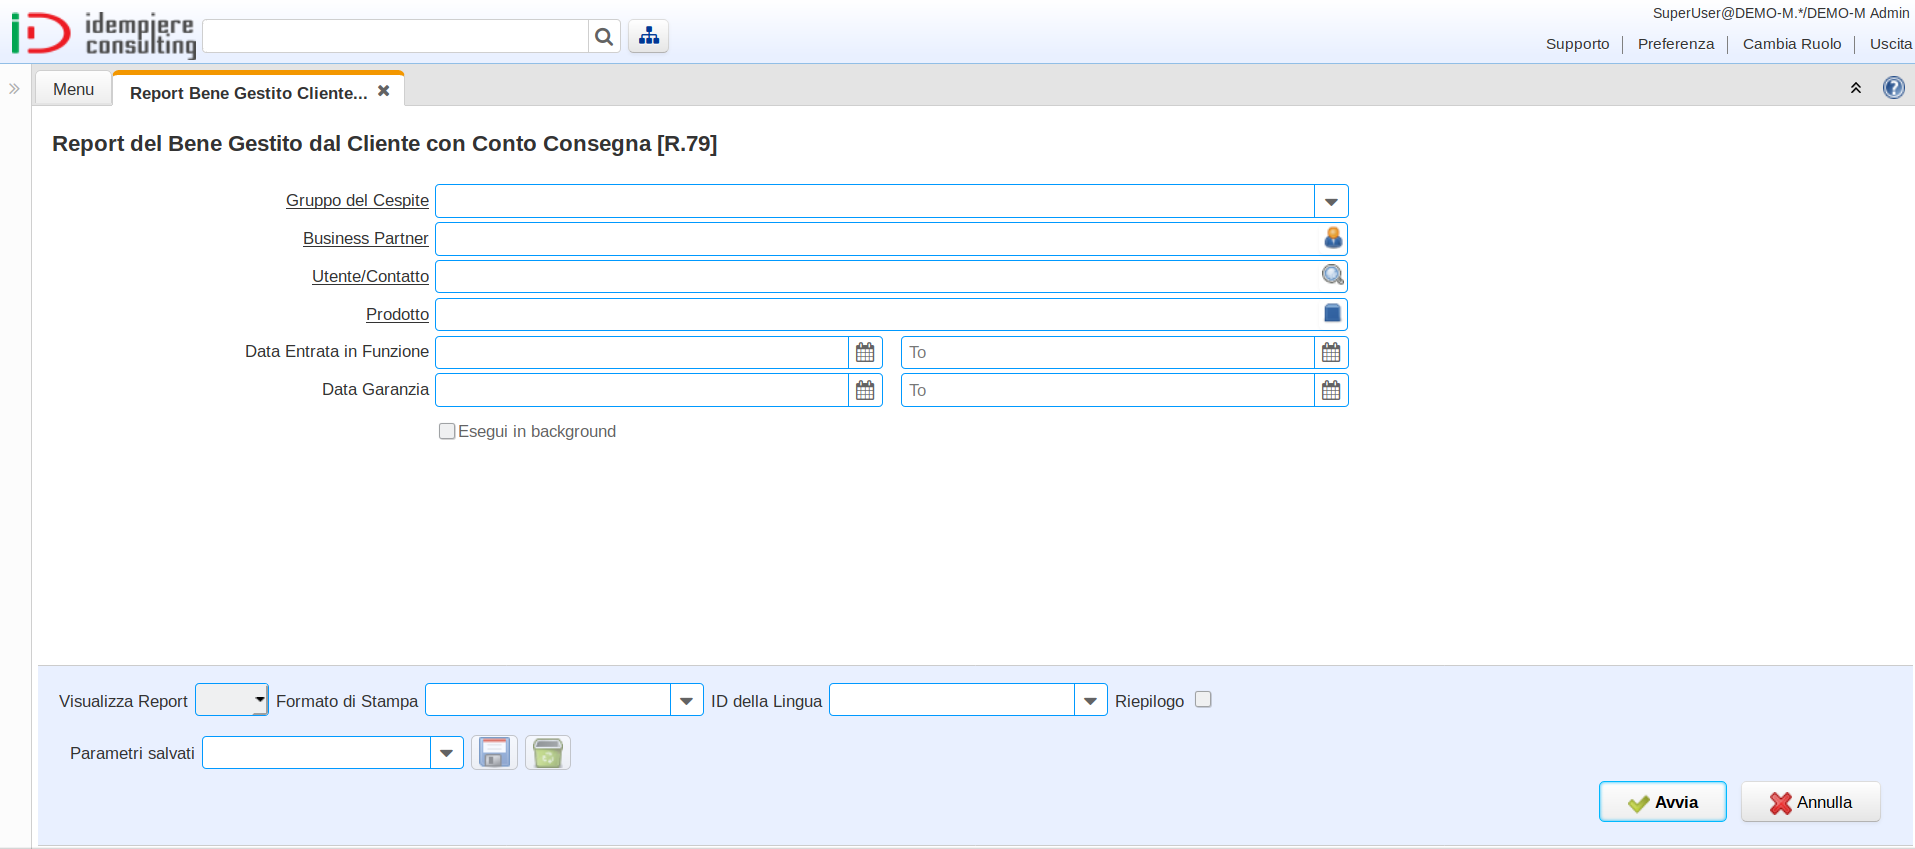 idempiere
consulting
SuperUser@DEMO-M.*/DEMO-M Admin
Supporto
Preferenza
Cambia Ruolo
Uscita
Menu
Report Bene Gestito Cliente...
Report del Bene Gestito dal Cliente con Conto Consegna [R.79]
Gruppo del Cespite
Business Partner
Utente/Contatto
Prodotto
Data Entrata in Funzione To
Data Garanzia To
Esegui in background
Visualizza Report Formato di Stampa ID della Lingua Riepilogo
Parametri salvati
Avvia Annulla